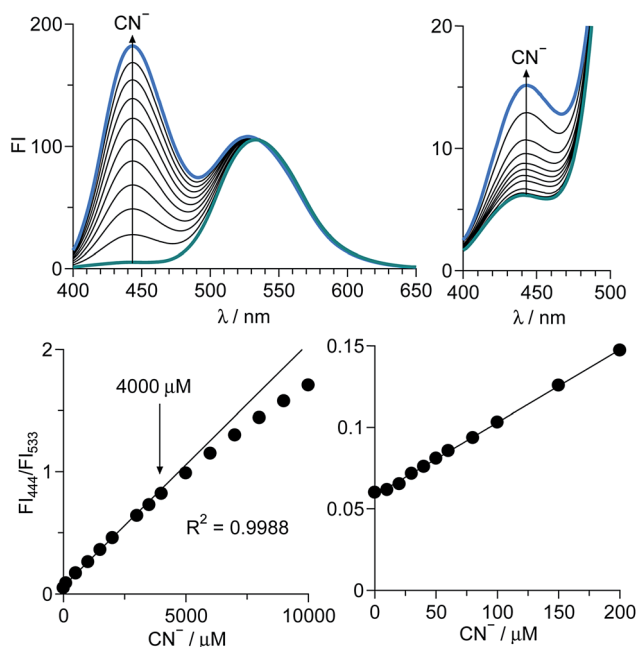 CN⁻
CN⁻
200
100
0
FI
400 450 500 550 600 650
λ / nm
20
10
0
400 450 500
λ / nm
2
1
0
FI₄₄₄/FI₅₃₃
4000 μM
R² = 0.9988
0 5000 10000
CN⁻ / μM
0.15
0.1
0.05
0
0 50 100 150 200
CN⁻ / μM